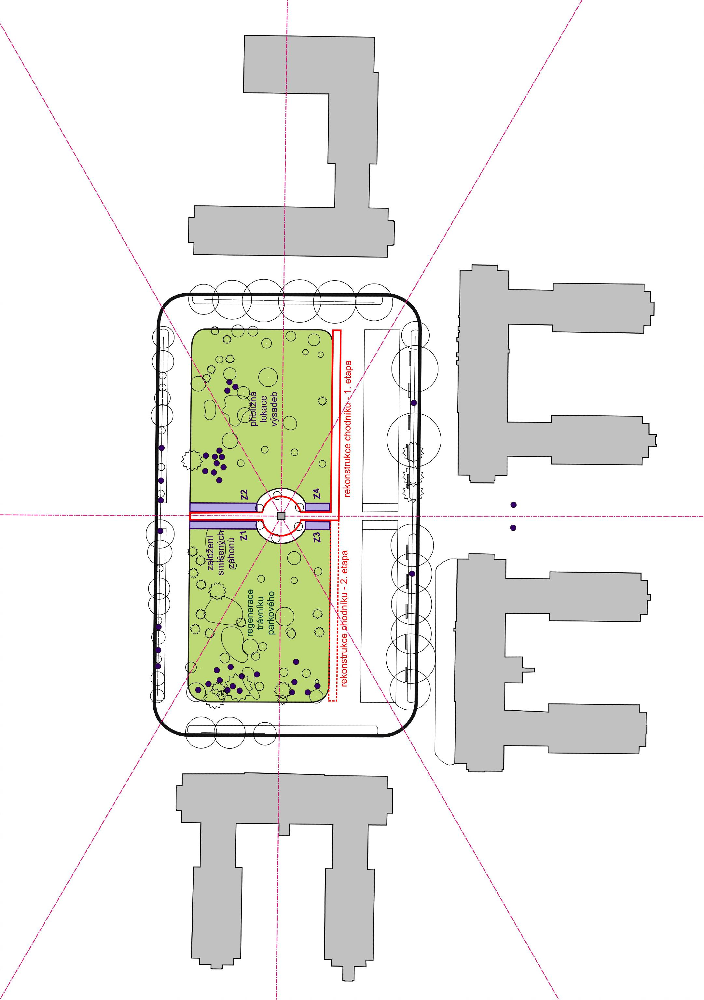 přibližná
lokace
výsadeb
rekonstrukce chodníku - 1. etapa
Z2
Z4
Z1
Z3
založení
smíšených
záhonů
regenerace
trávníku
parkového
rekonstrukce chodníku - 2. etapa